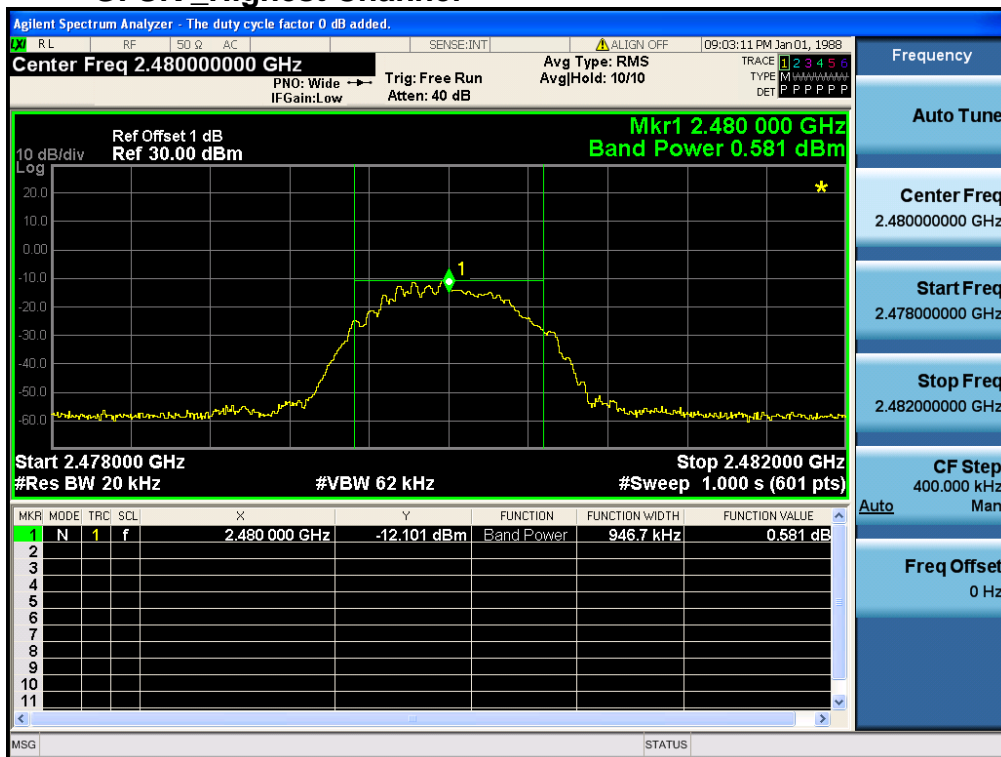 GFSK_Highest Channel
Agilent Spectrum Analyzer - The duty cycle factor 0 dB added.
LXI RL RF 50 Ω AC SENSE:INT ALIGN OFF 09:03:11 PM Jan 01, 1988
Center Freq 2.480000000 GHz
PNO: Wide
IFGain:Low
Trig: Free Run
Atten: 40 dB
Avg Type: RMS
Avg|Hold: 10/10
TRACE 1 2 3 4 5 6
TYPE M
DET P P P P P P
Ref Offset 1 dB
10 dB/div Ref 30.00 dBm
Log
Mkr1 2.480 000 GHz
Band Power 0.581 dBm
20.0
10.0
0.00
-10.0
-20.0
-30.0
-40.0
-50.0
-60.0
1
*
Start 2.478000 GHz Stop 2.482000 GHz
#Res BW 20 kHz #VBW 62 kHz #Sweep 1.000 s (601 pts)
MKR MODE TRC SCL X Y FUNCTION FUNCTION WIDTH FUNCTION VALUE
1 N 1 f 2.480 000 GHz -12.101 dBm Band Power 946.7 kHz 0.581 dB
2
3
4
5
6
7
8
9
10
11
MSG STATUS
Frequency
Auto Tune
Center Freq
2.480000000 GHz
Start Freq
2.478000000 GHz
Stop Freq
2.482000000 GHz
CF Step
400.000 kHz
Auto Man
Freq Offset
0 Hz